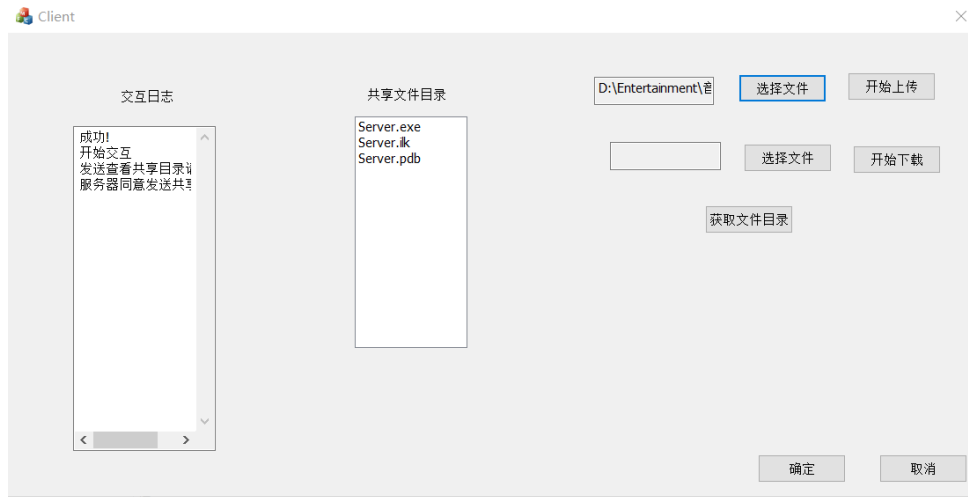 Client
交互日志
成功!
开始交互
发送查看共享目录
服务器同意发送共享
共享文件目录
Server.exe
Server.ilk
Server.pdb
D:\Entertainment\音
选择文件
开始上传
选择文件
开始下载
获取文件目录
确定
取消